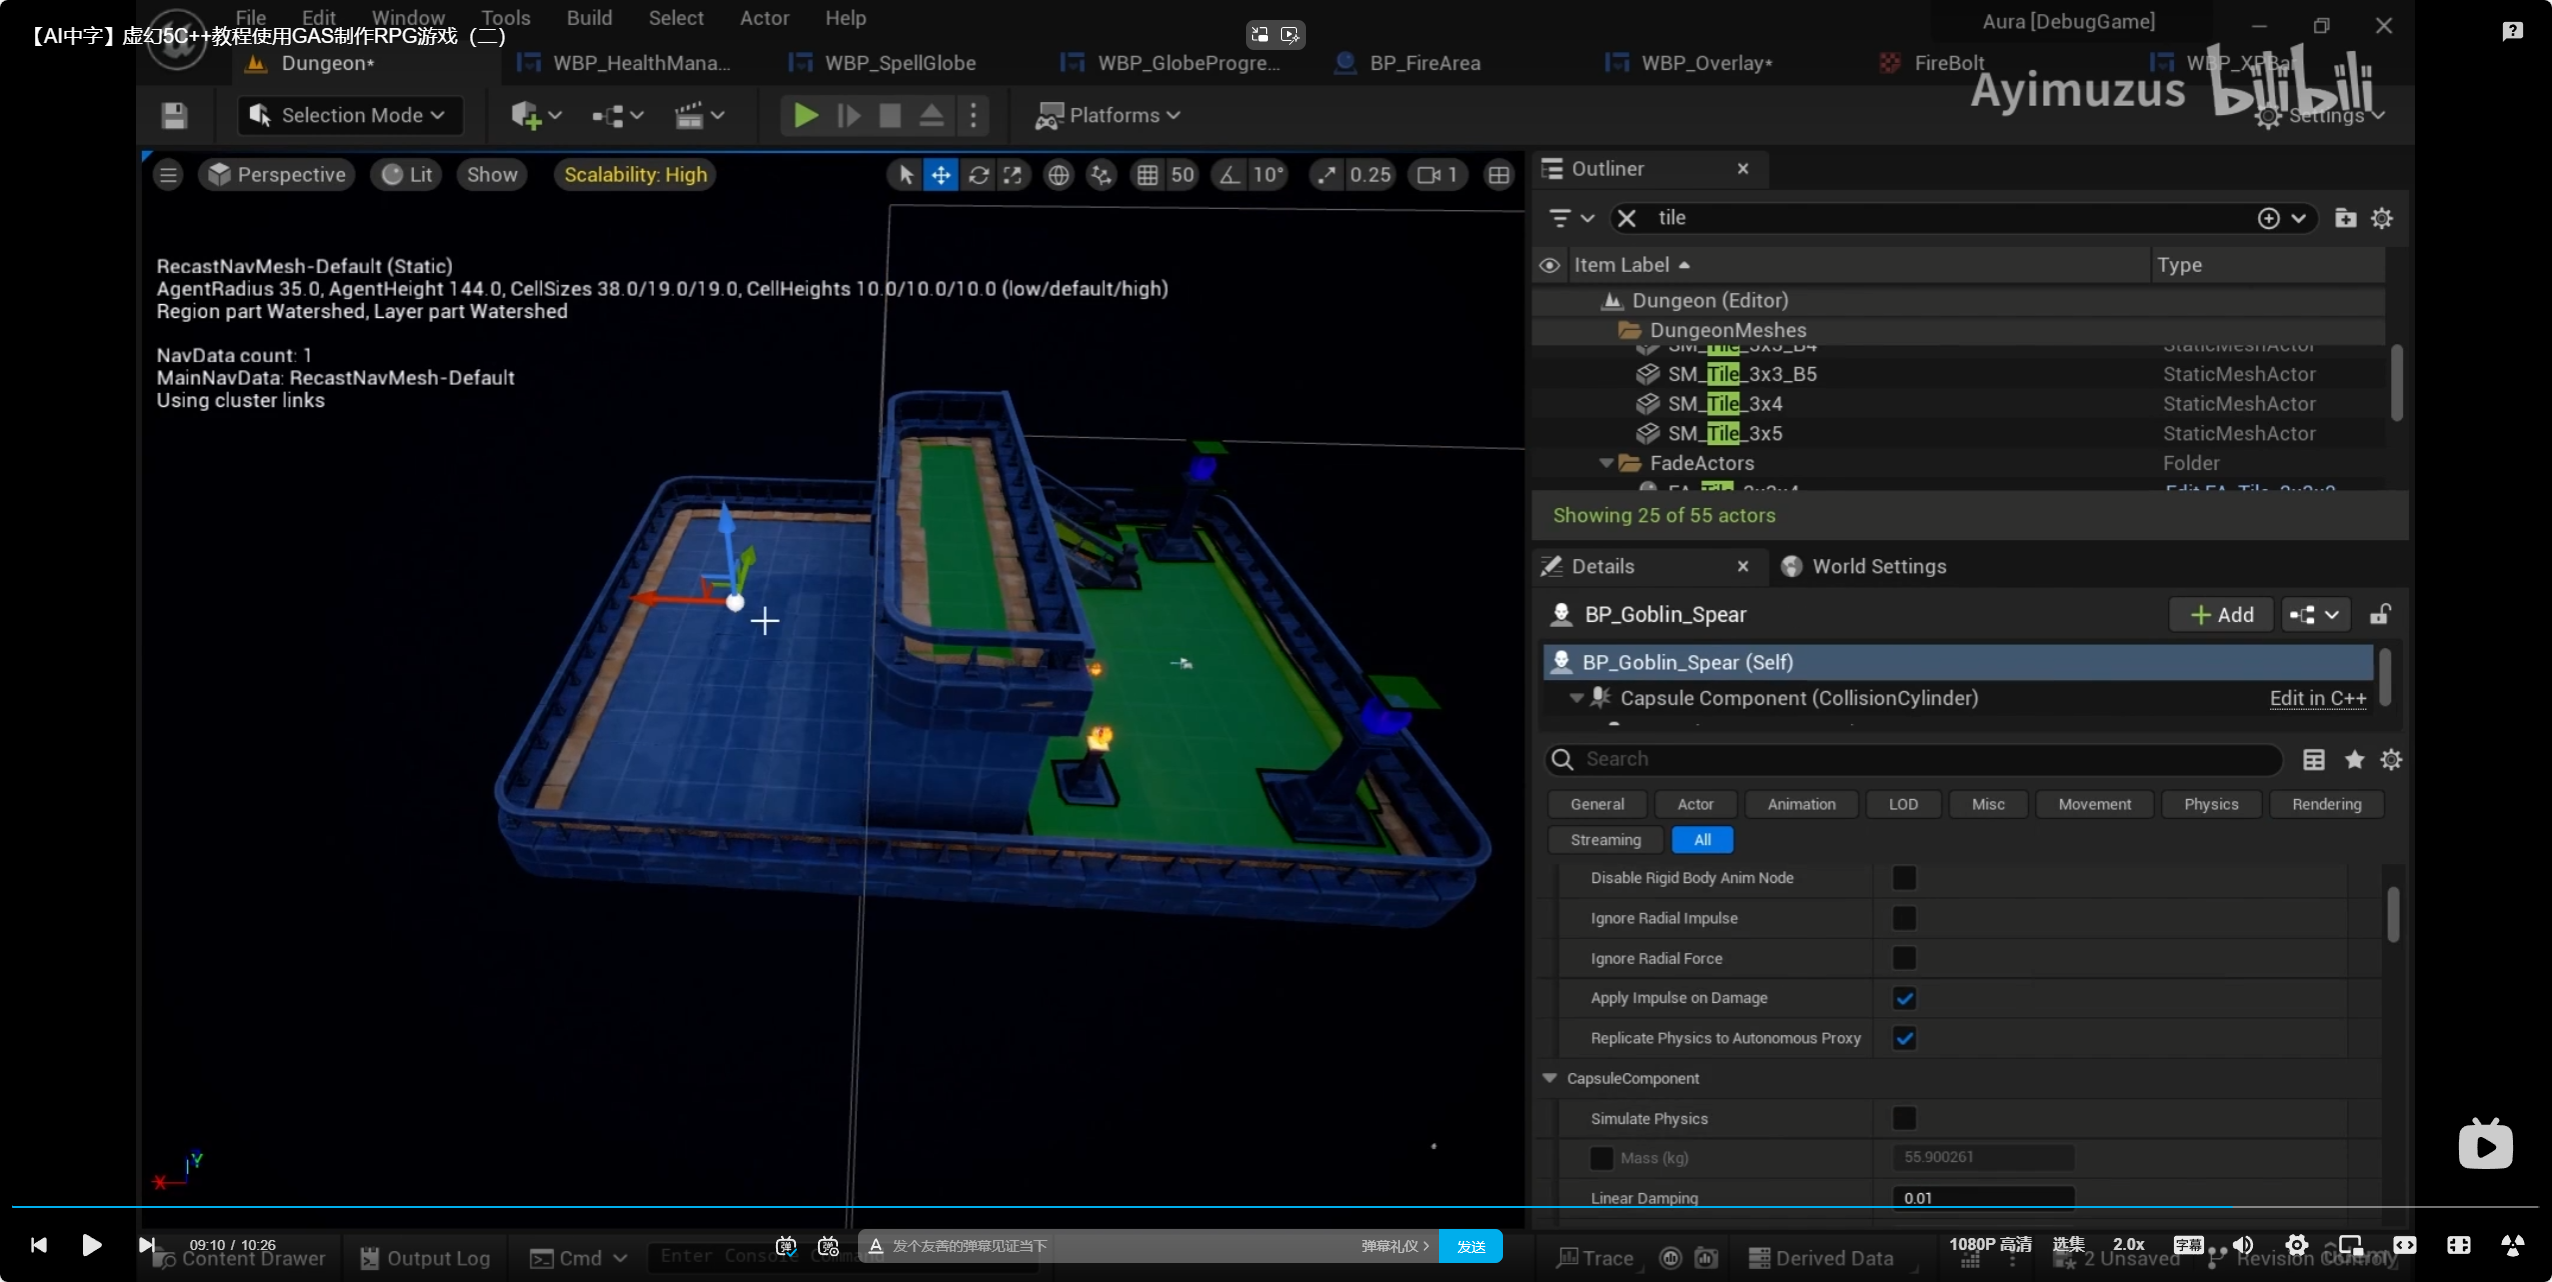 File Edit Window Tools Build Select Actor Help
Aura [DebugGame]
【AI中字】虚幻5C++教程使用GAS制作RPG游戏（二）
Dungeon* WBP_HealthMana... WBP_SpellGlobe WBP_GlobeProgre... BP_FireArea WBP_Overlay* FireBolt WBP_XPBar
Ayimuzus bilibili
Selection Mode Platforms Settings
Perspective Lit Show Scalability: High 50 10° 0.25 1
RecastNavMesh-Default (Static)
AgentRadius 35.0, AgentHeight 144.0, CellSizes 38.0/19.0/19.0, CellHeights 10.0/10.0/10.0 (low/default/high)
Region part Watershed, Layer part Watershed
NavData count: 1
MainNavData: RecastNavMesh-Default
Using cluster links
Outliner
tile
Item Label Type
Dungeon (Editor)
DungeonMeshes
SM_Tile_3x3_B4 StaticMeshActor
SM_Tile_3x3_B5 StaticMeshActor
SM_Tile_3x4 StaticMeshActor
SM_Tile_3x5 StaticMeshActor
FadeActors Folder
Showing 25 of 55 actors
Details World Settings
BP_Goblin_Spear Add
BP_Goblin_Spear (Self)
Capsule Component (CollisionCylinder) Edit in C++
Search
General Actor Animation LOD Misc Movement Physics Rendering
Streaming All
Disable Rigid Body Anim Node
Ignore Radial Impulse
Ignore Radial Force
Apply Impulse on Damage
Replicate Physics to Autonomous Proxy
CapsuleComponent
Simulate Physics
Mass (kg) 55.900261
Linear Damping 0.01
X Y
09:10 / 10:26
发个友善的弹幕见证当下 弹幕礼仪 发送
1080P 高清 选集 2.0x 字幕
Content Drawer Output Log Cmd Enter Console Command Trace Derived Data 2 Unsaved Revision Control